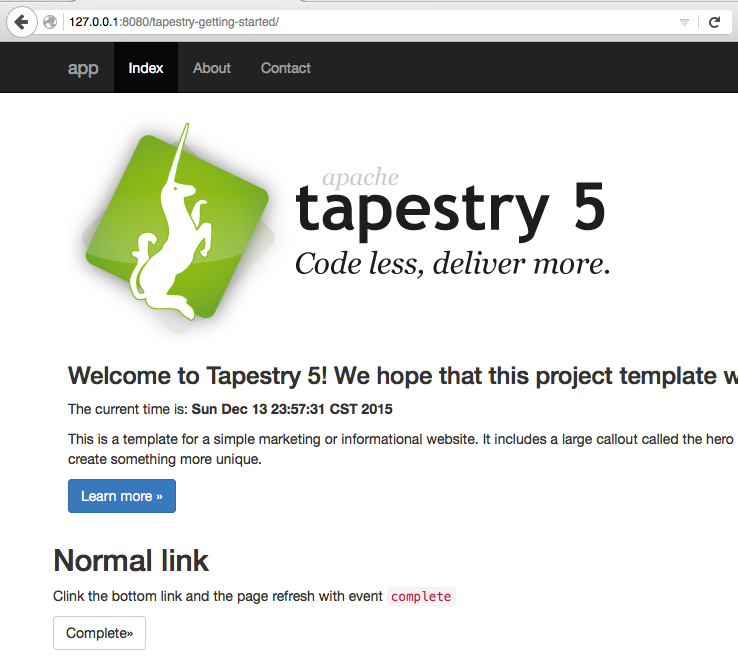 127.0.0.1:8080/tapestry-getting-started/
app Index About Contact
apache
tapestry 5
Code less, deliver more.
Welcome to Tapestry 5! We hope that this project template
The current time is: Sun Dec 13 23:57:31 CST 2015
This is a template for a simple marketing or informational website. It includes a large callout called the hero
create something more unique.
Learn more »
Normal link
Clink the bottom link and the page refresh with event complete
Complete»